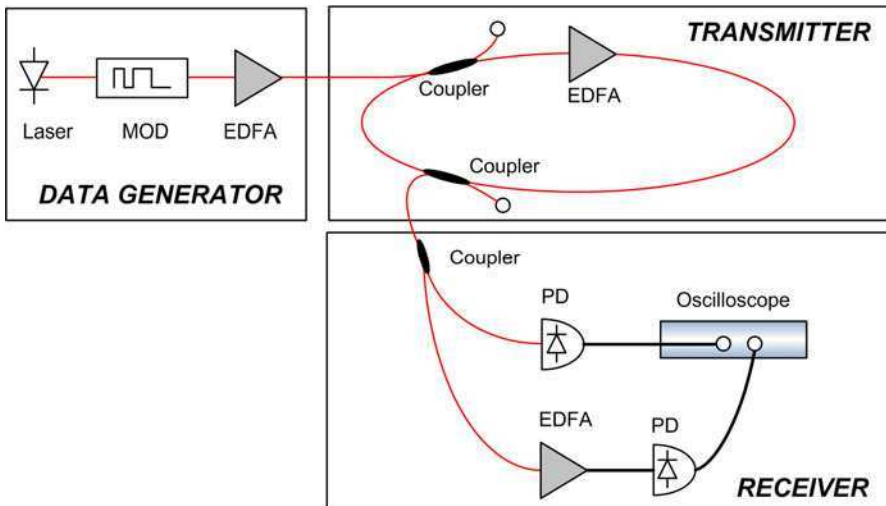 Laser
MOD
EDFA
DATA GENERATOR
TRANSMITTER
Coupler
EDFA
Coupler
Coupler
PD
Oscilloscope
EDFA
PD
RECEIVER